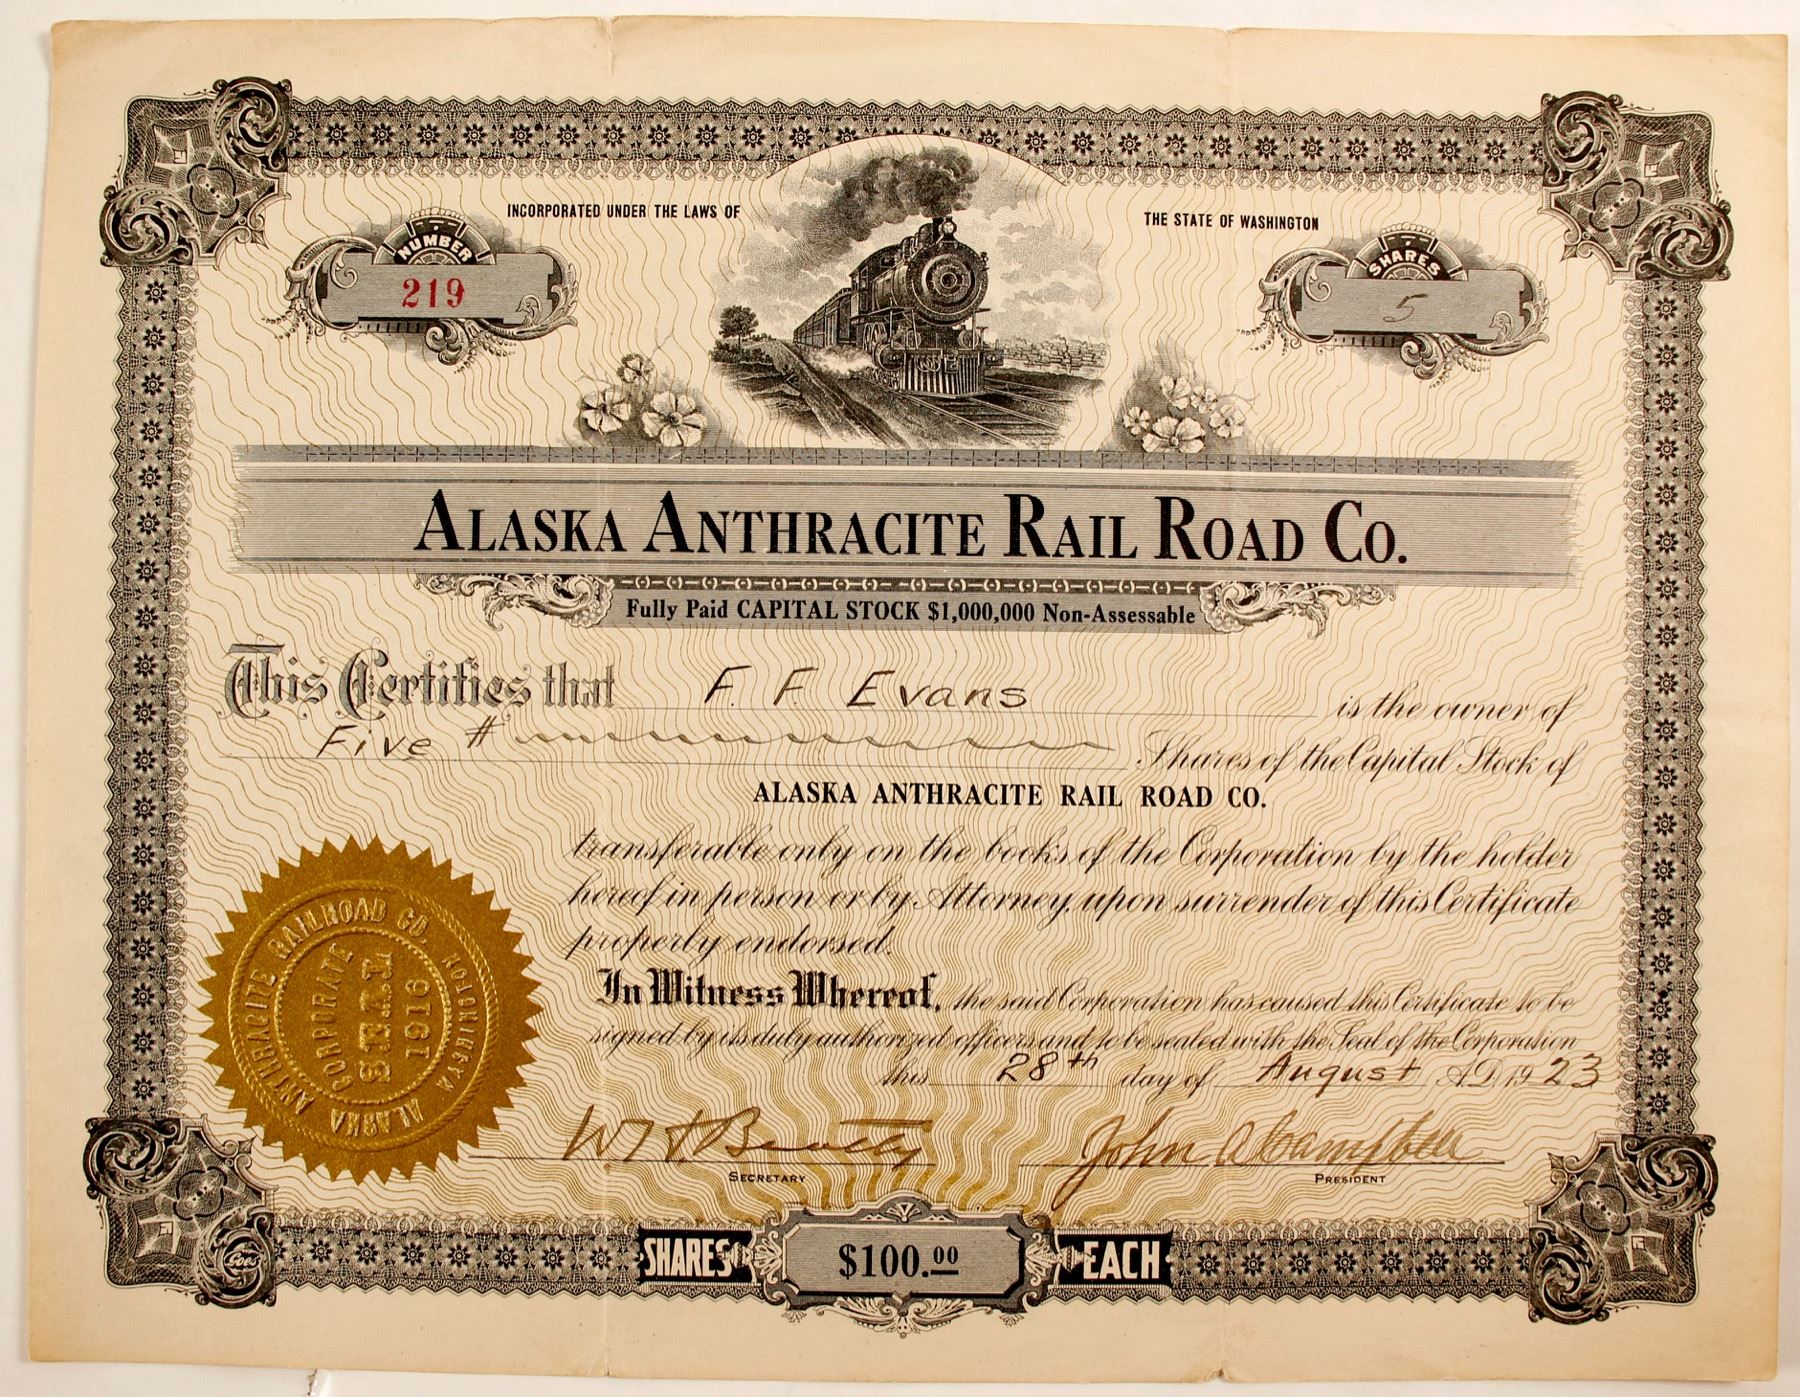 INCORPORATED UNDER THE LAWS OF
THE STATE OF WASHINGTON
NUMBER
219
SHARES
5
ALASKA ANTHRACITE RAIL ROAD CO.
Fully Paid CAPITAL STOCK $1,000,000 Non-Assessable
This Certifies that F. F. Evans is the owner of
Five # Shares of the Capital Stock of
ALASKA ANTHRACITE RAIL ROAD CO.
transferable only on the books of the Corporation by the holder
hereof in person or by Attorney, upon surrender of this Certificate
properly endorsed.
In Witness Whereof, the said Corporation has caused this Certificate to be
signed by its duly authorized officers and to be sealed with the Seal of the Corporation
this 28th day of August A.D. 1923
ALASKA ANTHRACITE RAILROAD CO. WASHINGTON
CORPORATE
SEAL
1916
W. H. Beatty
SECRETARY
John A Campbell
PRESIDENT
SHARES $100.00 EACH
Goes